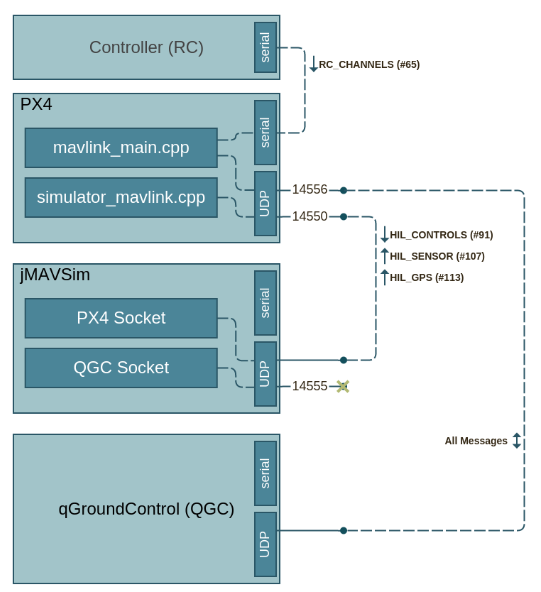 Controller (RC)
serial
RC_CHANNELS (#65)
PX4
mavlink_main.cpp
serial
simulator_mavlink.cpp
UDP
14556
14550
HIL_CONTROLS (#91)
HIL_SENSOR (#107)
HIL_GPS (#113)
jMAVSim
serial
PX4 Socket
QGC Socket
UDP
14555
All Messages
serial
qGroundControl (QGC)
UDP